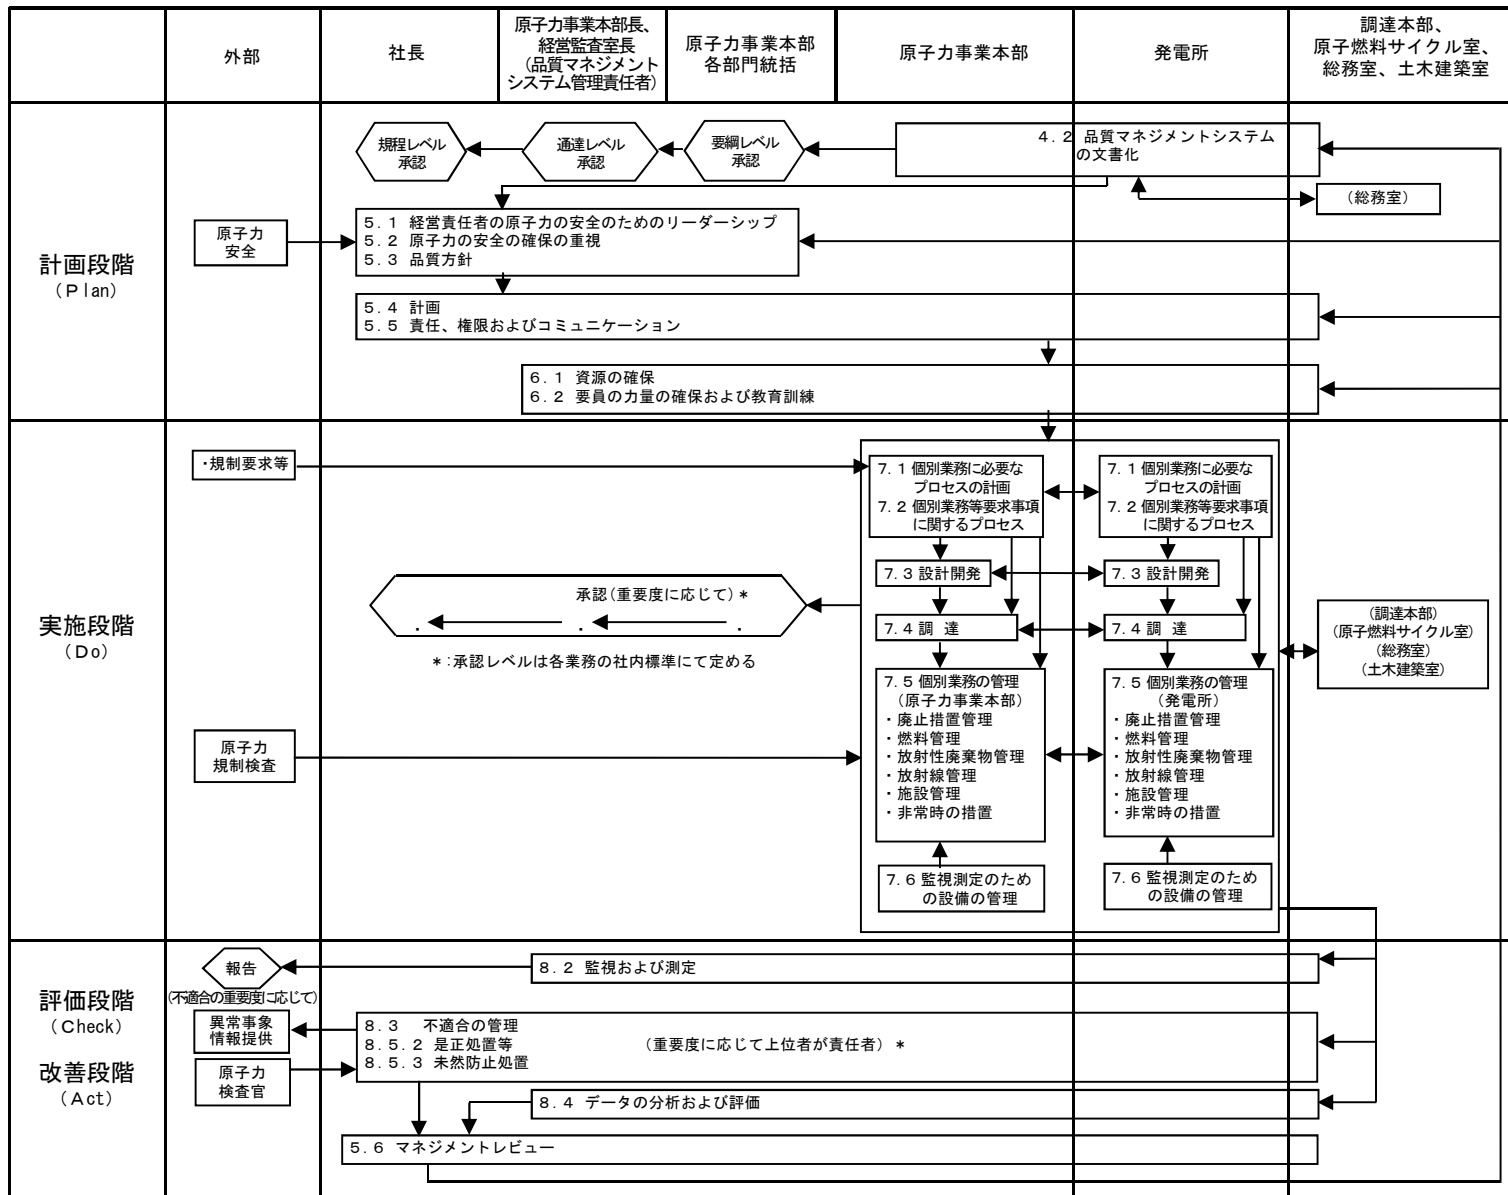 外部
社長
原子力事業本部長、
経営監査室長
(品質マネジメント
システム管理責任者)
原子力事業本部
各部門統括
原子力事業本部
発電所
調達本部、
原子燃料サイクル室、
総務室、土木建築室
計画段階
(Plan)
規程レベル
承認
通達レベル
承認
要綱レベル
承認
4.2 品質マネジメントシステム
の文書化
(総務室)
原子力
安全
5.1 経営責任者の原子力の安全のためのリーダーシップ
5.2 原子力の安全の確保の重視
5.3 品質方針
5.4 計画
5.5 責任、権限およびコミュニケーション
6.1 資源の確保
6.2 要員の力量の確保および教育訓練
実施段階
(Do)
・規制要求等
7.1 個別業務に必要な
プロセスの計画
7.2 個別業務等要求事項
に関するプロセス
7.3 設計開発
7.4 調 達
7.5 個別業務の管理
(原子力事業本部)
・廃止措置管理
・燃料管理
・放射性廃棄物管理
・放射線管理
・施設管理
・非常時の措置
7.6 監視測定のため
の設備の管理
7.1 個別業務に必要な
プロセスの計画
7.2 個別業務等要求事項
に関するプロセス
7.3 設計開発
7.4 調 達
7.5 個別業務の管理
(発電所)
・廃止措置管理
・燃料管理
・放射性廃棄物管理
・放射線管理
・施設管理
・非常時の措置
7.6 監視測定のため
の設備の管理
承認(重要度に応じて)*
*:承認レベルは各業務の社内標準にて定める
(調達本部)
(原子燃料サイクル室)
(総務室)
(土木建築室)
原子力
規制検査
評価段階
(Check)
改善段階
(Act)
報告
(不適合の重要度に応じて)
異常事象
情報提供
原子力
検査官
8.2 監視および測定
8.3 不適合の管理
8.5.2 是正処置等 (重要度に応じて上位者が責任者)*
8.5.3 未然防止処置
8.4 データの分析および評価
5.6 マネジメントレビュー